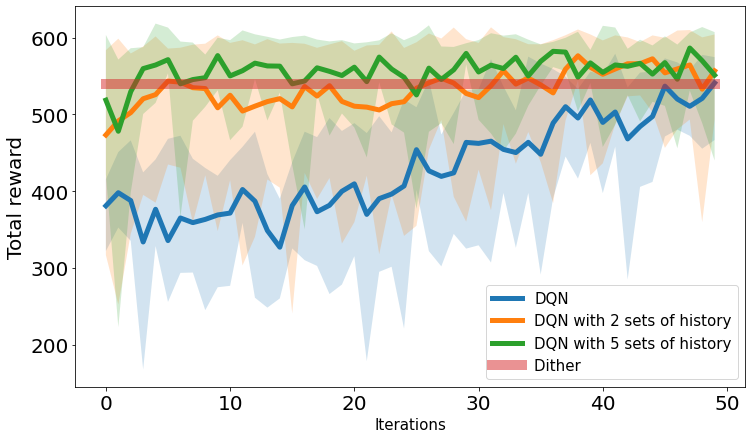 Total reward
600
500
400
300
200
0
10
20
30
40
50
Iterations
DQN
DQN with 2 sets of history
DQN with 5 sets of history
Dither